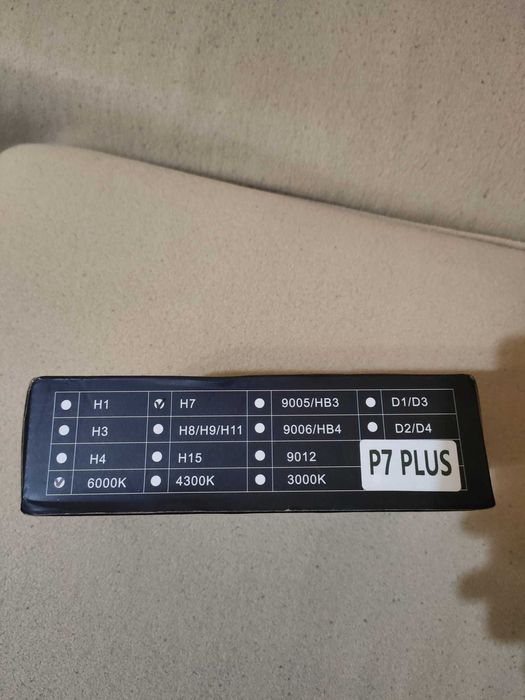 H1 H7 9005/HB3 D1/D3
H3 H8/H9/H11 9006/HB4 D2/D4
H4 H15 9012
6000K 4300K 3000K
P7 PLUS